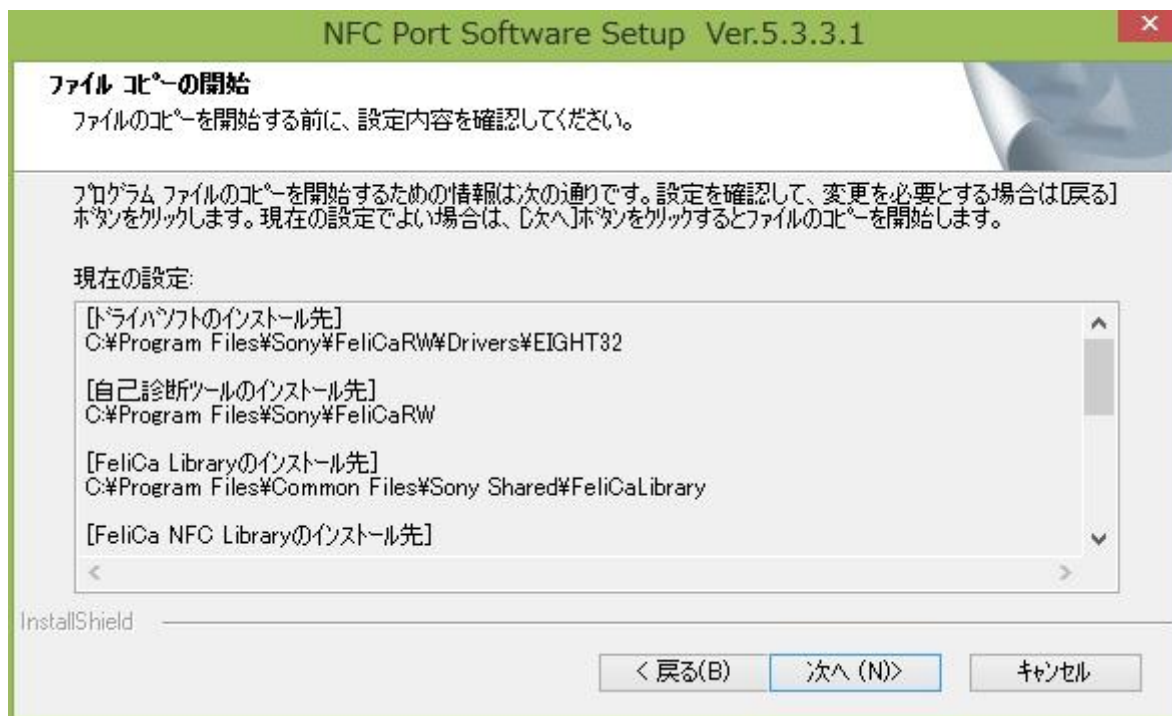 NFC Port Software Setup Ver.5.3.3.1
ファイル コピーの開始
ファイルのコピーを開始する前に、設定内容を確認してください。
プログラム ファイルのコピーを開始するための情報は次の通りです。設定を確認して、変更を必要とする場合は[戻る]
ボタンをクリックします。現在の設定でよい場合は、[次へ]ボタンをクリックするとファイルのコピーを開始します。
現在の設定:
[ドライバソフトのインストール先]
C:¥Program Files¥Sony¥FeliCaRW¥Drivers¥EIGHT32
[自己診断ツールのインストール先]
C:¥Program Files¥Sony¥FeliCaRW
[FeliCa Libraryのインストール先]
C:¥Program Files¥Common Files¥Sony Shared¥FeliCaLibrary
[FeliCa NFC Libraryのインストール先]
InstallShield
< 戻る(B)
次へ (N)>
キャンセル